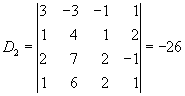 D₂ = | 3 −3 −1 1 |
| 1 4 1 2 |
| 2 7 2 −1 |
| 1 6 2 1 | = −26